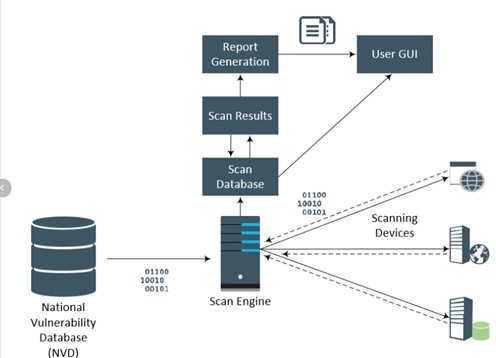 Report
Generation
User GUI
Scan Results
Scan
Database
01100
10010
00101
Scanning
Devices
01100
10010
00101
Scan Engine
National
Vulnerability
Database
(NVD)